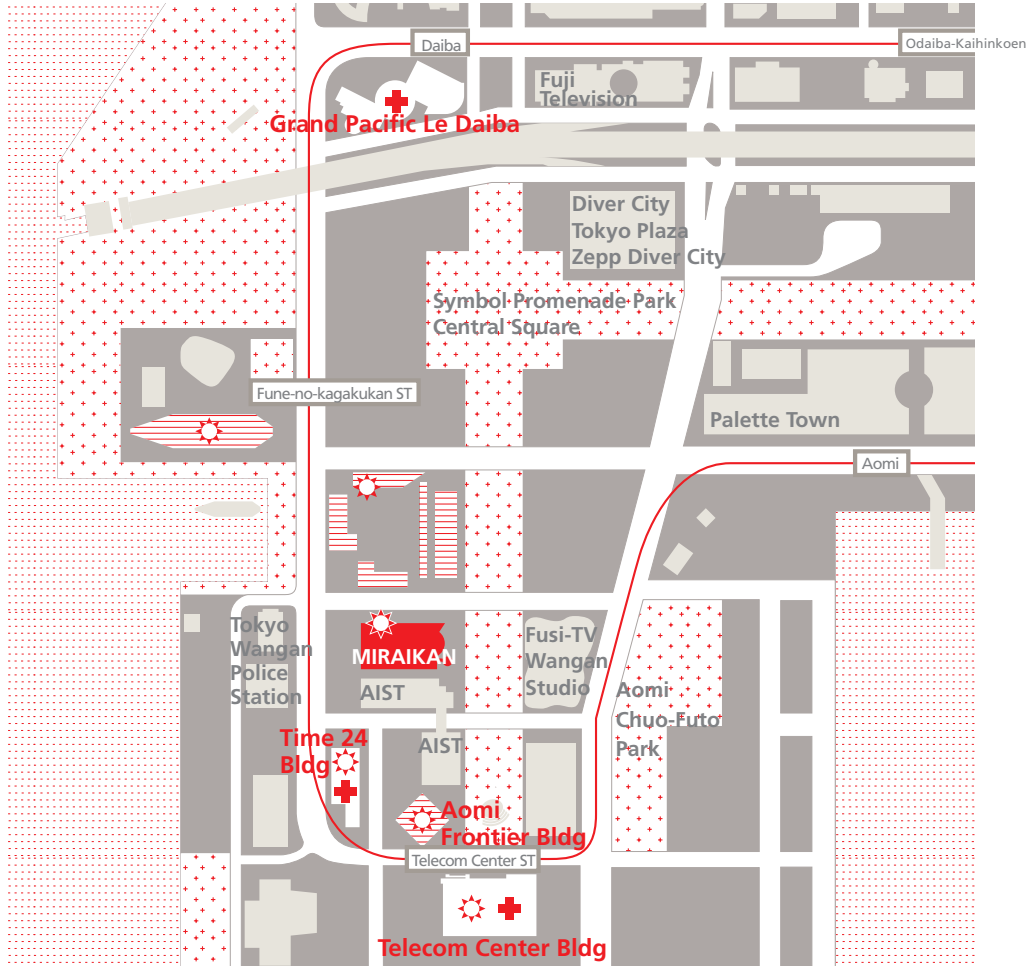 Daiba
Odaiba-Kaihinkoen
Fuji
Television
Grand Pacific Le Daiba
Diver City
Tokyo Plaza
Zepp Diver City
Symbol Promenade Park
Central Square
Fune-no-kagakukan ST
Palette Town
Aomi
Tokyo
Wangan
Police
Station
MIRAIKAN
AIST
Fusi-TV
Wangan
Studio
Aomi
Chuo-Futo
Park
Time 24
Bldg
AIST
Aomi
Frontier Bldg
Telecom Center ST
Telecom Center Bldg